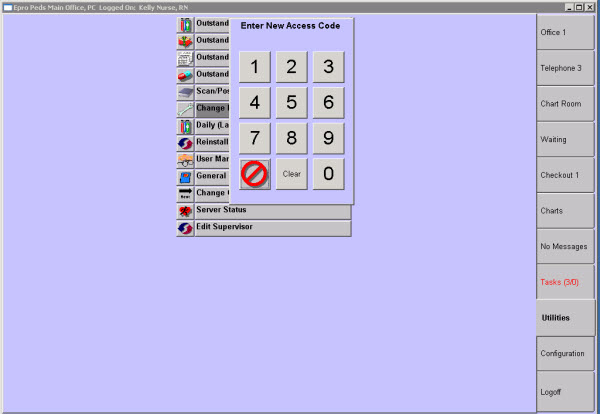 Epro Peds Main Office, PC Logged On: Kelly Nurse, RN
Outstand
Outstand
Outstand
Outstand
Scan/Pos
Change
Daily (La
Reinstall
User Mar
General
Change
Server Status
Edit Supervisor
Enter New Access Code
1 2 3
4 5 6
7 8 9
Clear 0
Office 1
Telephone 3
Chart Room
Waiting
Checkout 1
Charts
No Messages
Tasks (3/0)
Utilities
Configuration
Logoff